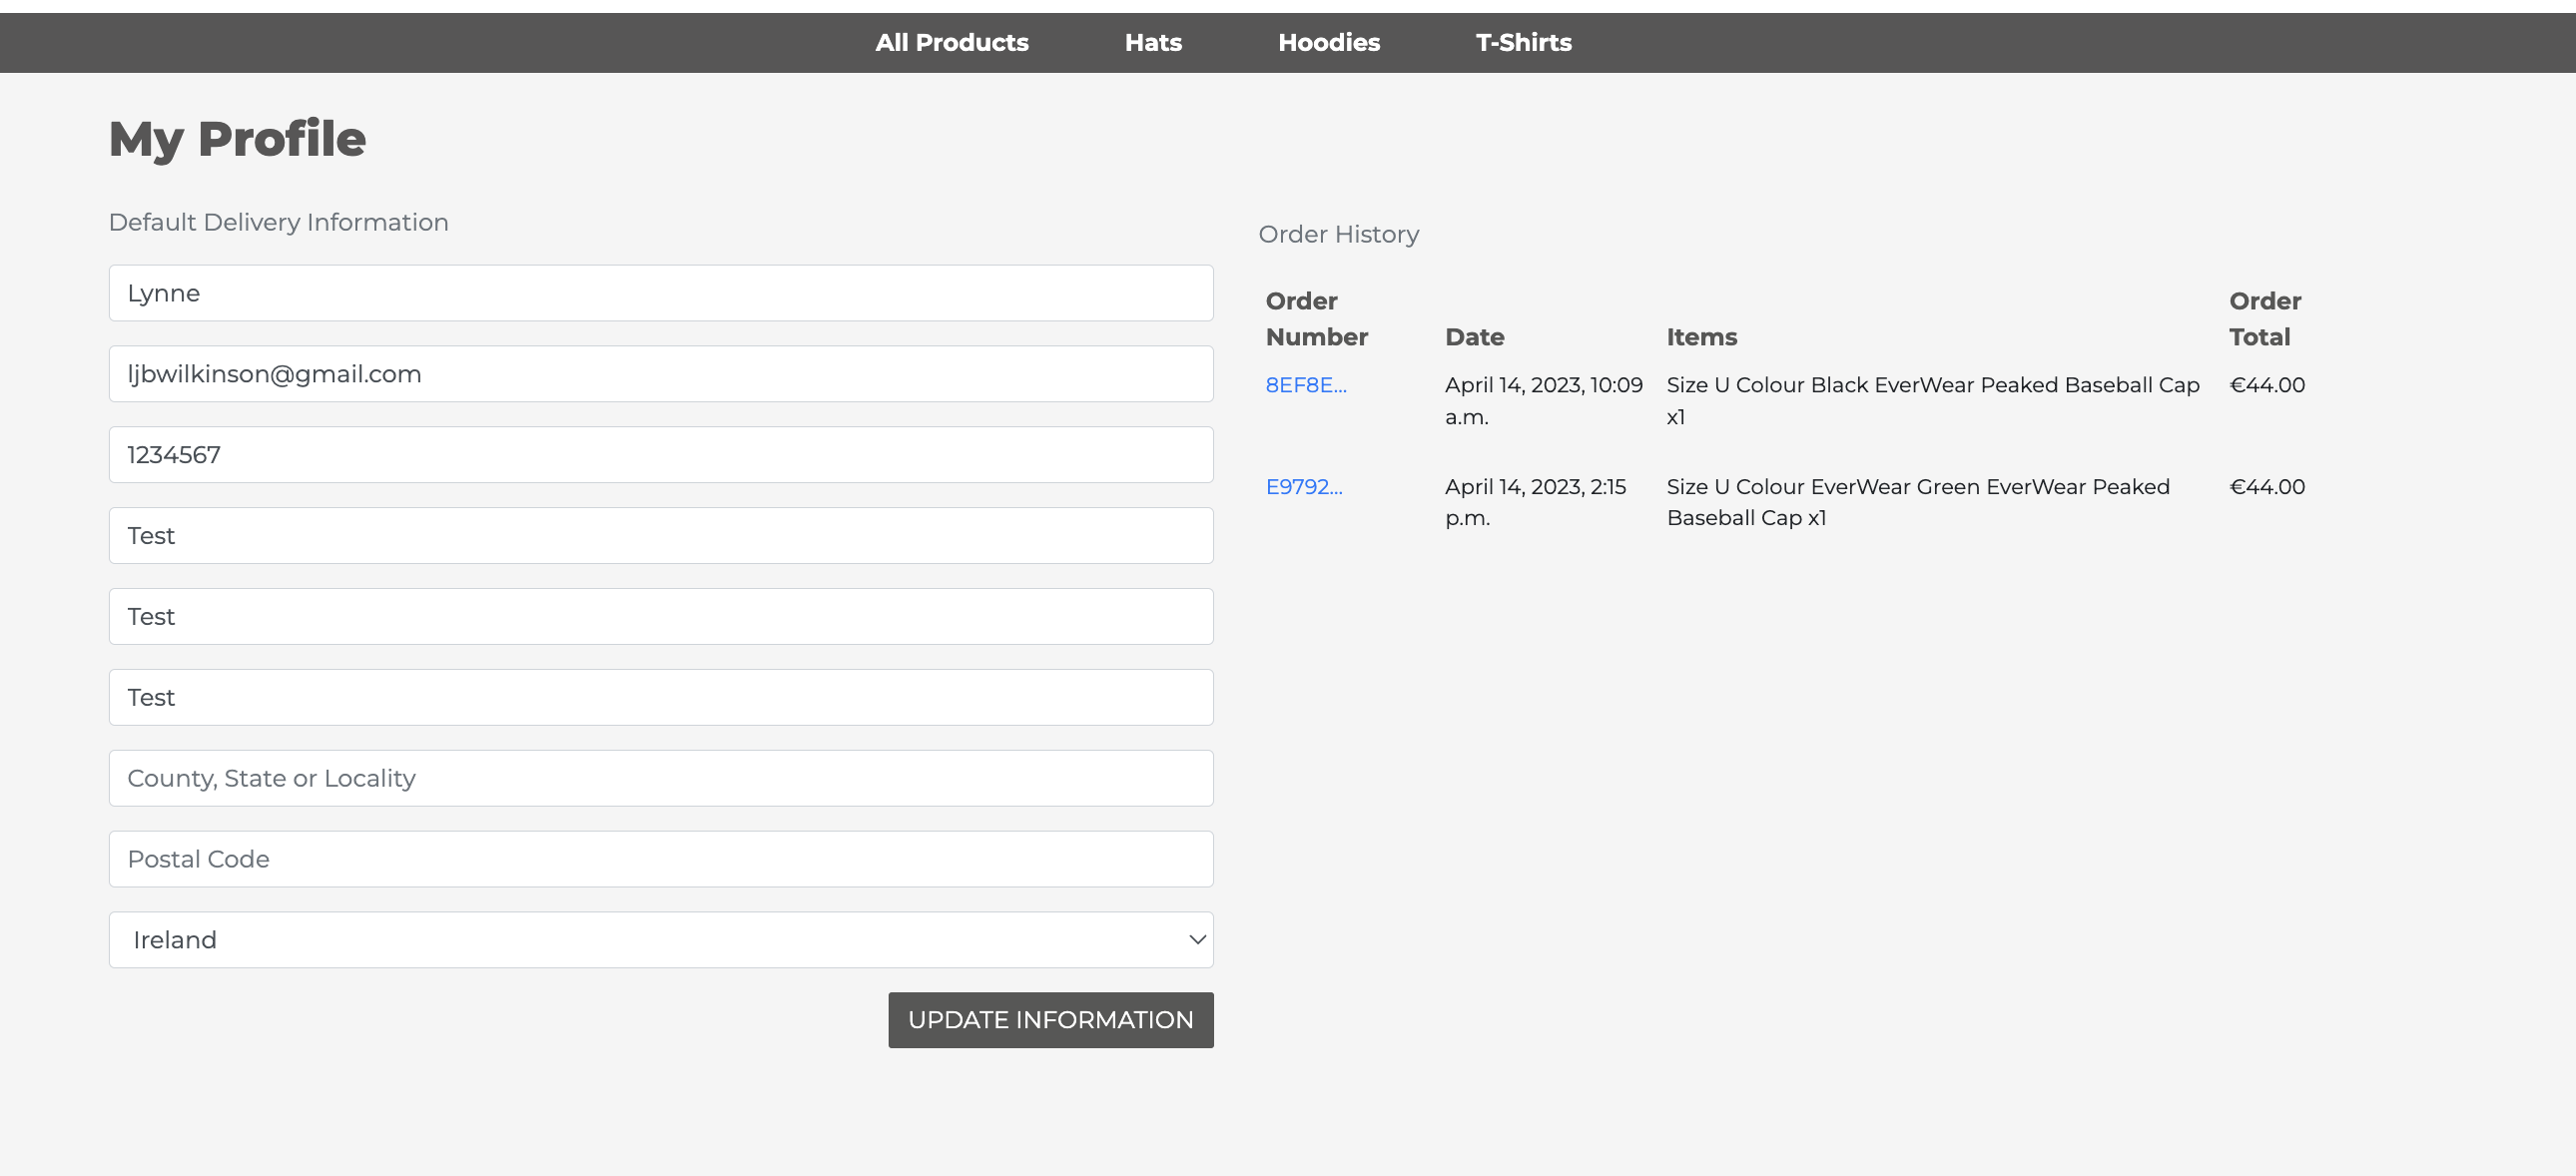 All Products Hats Hoodies T-Shirts
My Profile
Default Delivery Information
Lynne
ljbwilkinson@gmail.com
1234567
Test
Test
Test
County, State or Locality
Postal Code
Ireland
UPDATE INFORMATION
Order History
Order Number Date Items Order Total
8EF8E... April 14, 2023, 10:09 Size U Colour Black EverWear Peaked Baseball Cap €44.00
a.m. x1
E9792... April 14, 2023, 2:15 Size U Colour EverWear Green EverWear Peaked €44.00
p.m. Baseball Cap x1